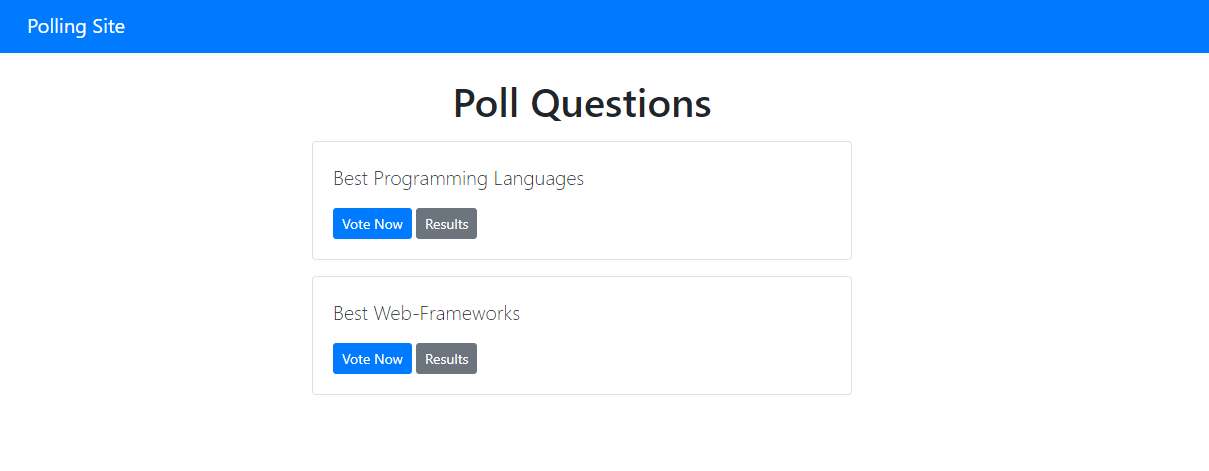 Polling Site
Poll Questions
Best Programming Languages
Vote Now Results
Best Web-Frameworks
Vote Now Results